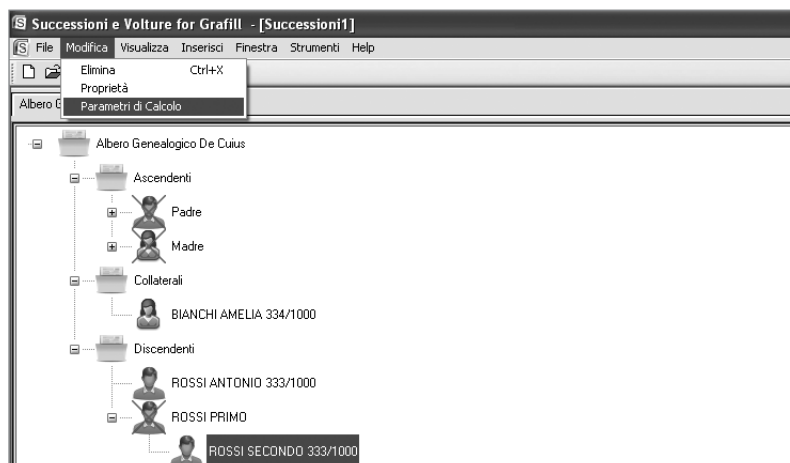 Successioni e Volture for Grafill - [Successioni1]
File Modifica Visualizza Inserisci Finestra Strumenti Help
Elimina Ctrl+X
Proprietà
Parametri di Calcolo
Albero G
Albero Genealogico De Cuius
Ascendenti
Padre
Madre
Collaterali
BIANCHI AMELIA 334/1000
Discendenti
ROSSI ANTONIO 333/1000
ROSSI PRIMO
ROSSI SECONDO 333/1000